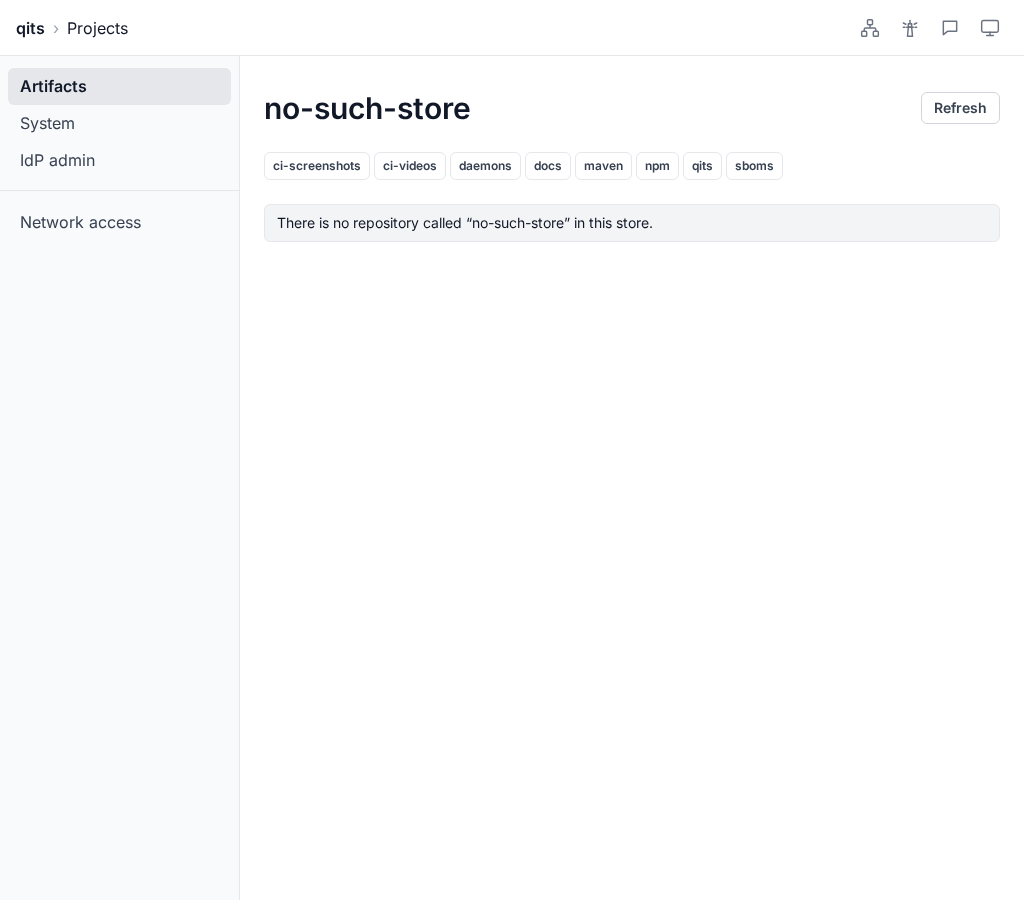 qits › Projects
Artifacts
System
IdP admin
Network access
no-such-store
Refresh
ci-screenshots ci-videos daemons docs maven npm qits sboms
There is no repository called “no-such-store” in this store.